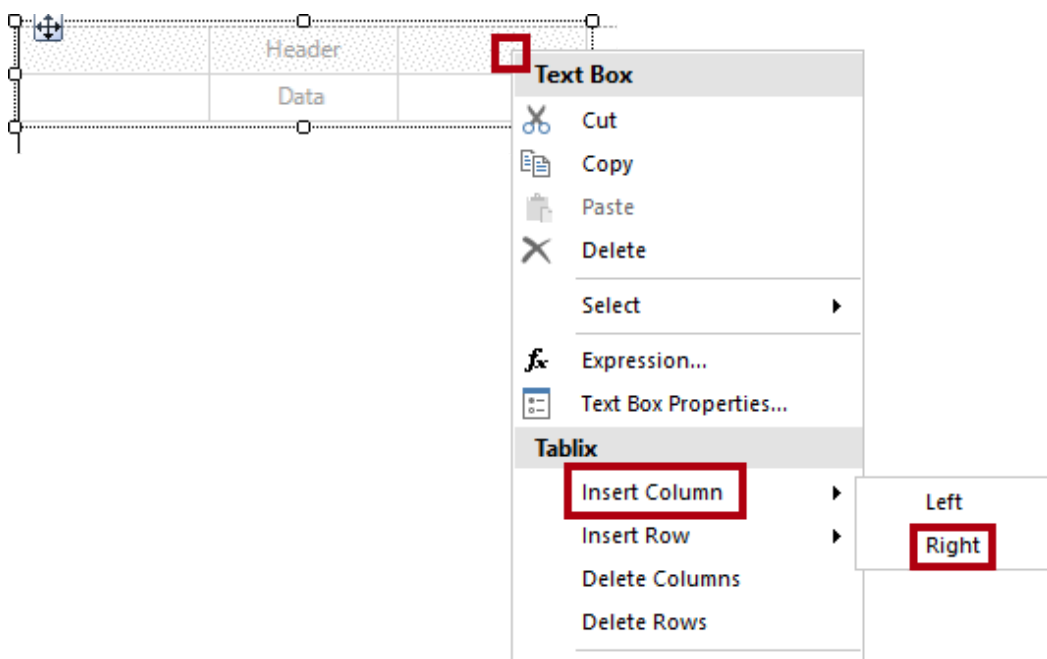 Header
Data
Text Box
Cut
Copy
Paste
Delete
Select
fx Expression...
Text Box Properties...
Tablix
Insert Column
Left
Insert Row
Right
Delete Columns
Delete Rows